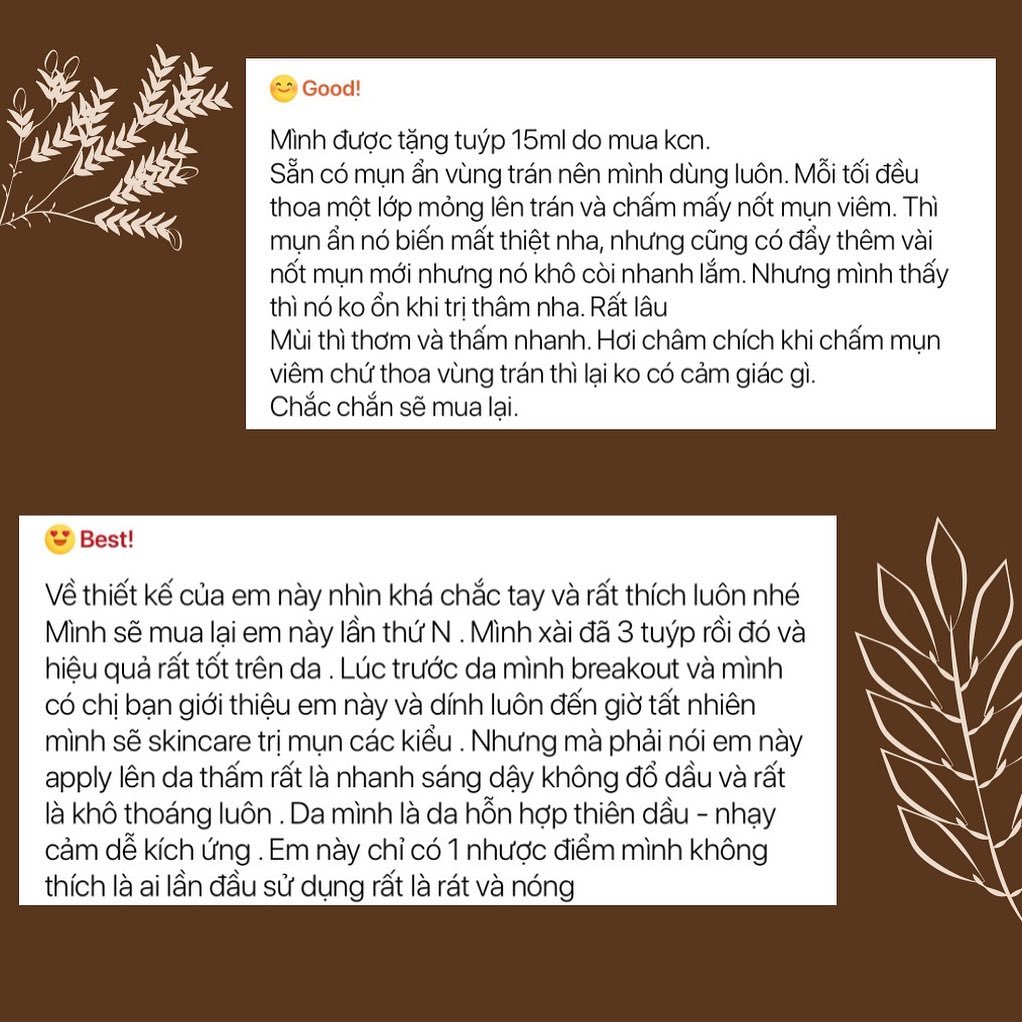 Good!
Mình được tặng tuýp 15ml do mua kcn.
Sẵn có mụn ẩn vùng trán nên mình dùng luôn. Mỗi tối đều
thoa một lớp mỏng lên trán và chấm mấy nốt mụn viêm. Thì
mụn ẩn nó biến mất thiệt nha, nhưng cũng có đẩy thêm vài
nốt mụn mới nhưng nó khô còi nhanh lắm. Nhưng mình thấy
thì nó ko ổn khi trị thâm nha. Rất lâu
Mùi thì thơm và thấm nhanh. Hơi châm chích khi chấm mụn
viêm chứ thoa vùng trán thì lại ko có cảm giác gì.
Chắc chắn sẽ mua lại.
Best!
Về thiết kế của em này nhìn khá chắc tay và rất thích luôn nhé
Mình sẽ mua lại em này lần thứ N . Mình xài đã 3 tuýp rồi đó và
hiệu quả rất tốt trên da . Lúc trước da mình breakout và mình
có chị bạn giới thiệu em này và dính luôn đến giờ tất nhiên
mình sẽ skincare trị mụn các kiểu . Nhưng mà phải nói em này
apply lên da thấm rất là nhanh sáng dậy không đổ dầu và rất
là khô thoáng luôn . Da mình là da hỗn hợp thiên dầu - nhạy
cảm dễ kích ứng . Em này chỉ có 1 nhược điểm mình không
thích là ai lần đầu sử dụng rất là rát và nóng